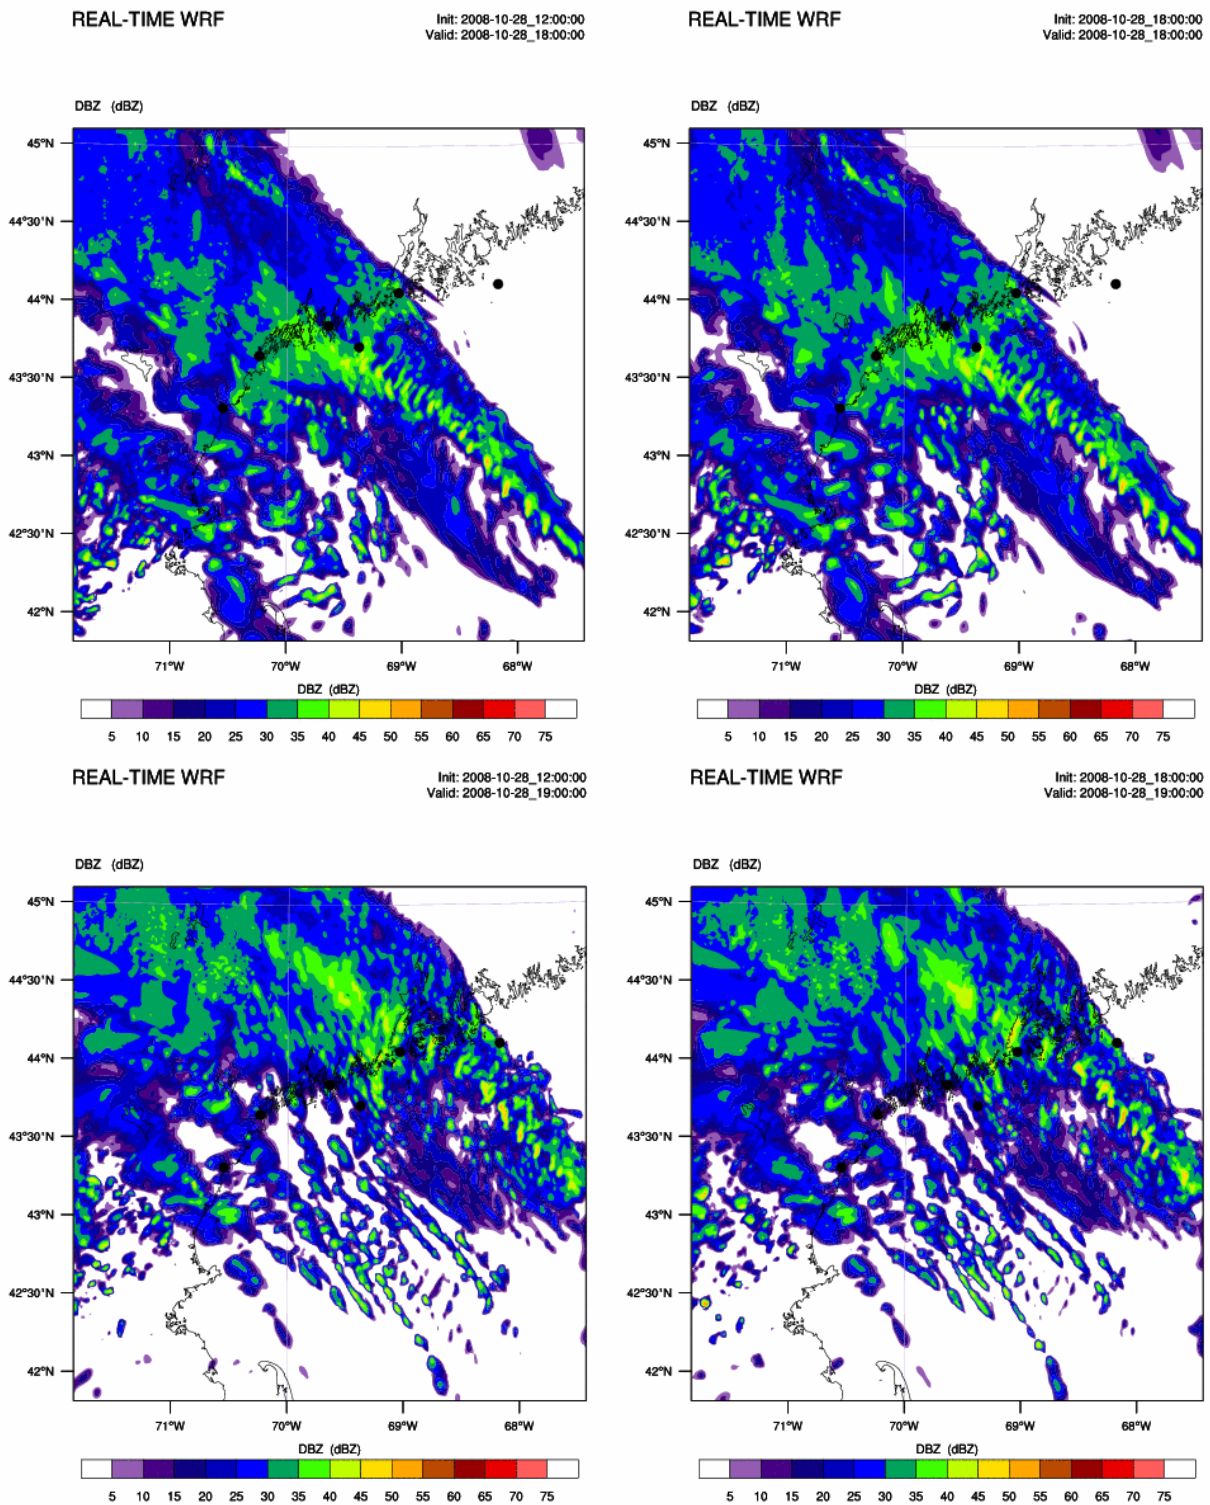 REAL-TIME WRF
Init: 2008-10-28_12:00:00
Valid: 2008-10-28_18:00:00
DBZ (dBZ)
45°N
44°30'N
44°N
43°30'N
43°N
42°30'N
42°N
71°W 70°W 69°W 68°W
DBZ (dBZ)
5 10 15 20 25 30 35 40 45 50 55 60 65 70 75
REAL-TIME WRF
Init: 2008-10-28_18:00:00
Valid: 2008-10-28_18:00:00
DBZ (dBZ)
45°N
44°30'N
44°N
43°30'N
43°N
42°30'N
42°N
71°W 70°W 69°W 68°W
DBZ (dBZ)
5 10 15 20 25 30 35 40 45 50 55 60 65 70 75
REAL-TIME WRF
Init: 2008-10-28_12:00:00
Valid: 2008-10-28_19:00:00
DBZ (dBZ)
45°N
44°30'N
44°N
43°30'N
43°N
42°30'N
42°N
71°W 70°W 69°W 68°W
DBZ (dBZ)
5 10 15 20 25 30 35 40 45 50 55 60 65 70 75
REAL-TIME WRF
Init: 2008-10-28_18:00:00
Valid: 2008-10-28_19:00:00
DBZ (dBZ)
45°N
44°30'N
44°N
43°30'N
43°N
42°30'N
42°N
71°W 70°W 69°W 68°W
DBZ (dBZ)
5 10 15 20 25 30 35 40 45 50 55 60 65 70 75